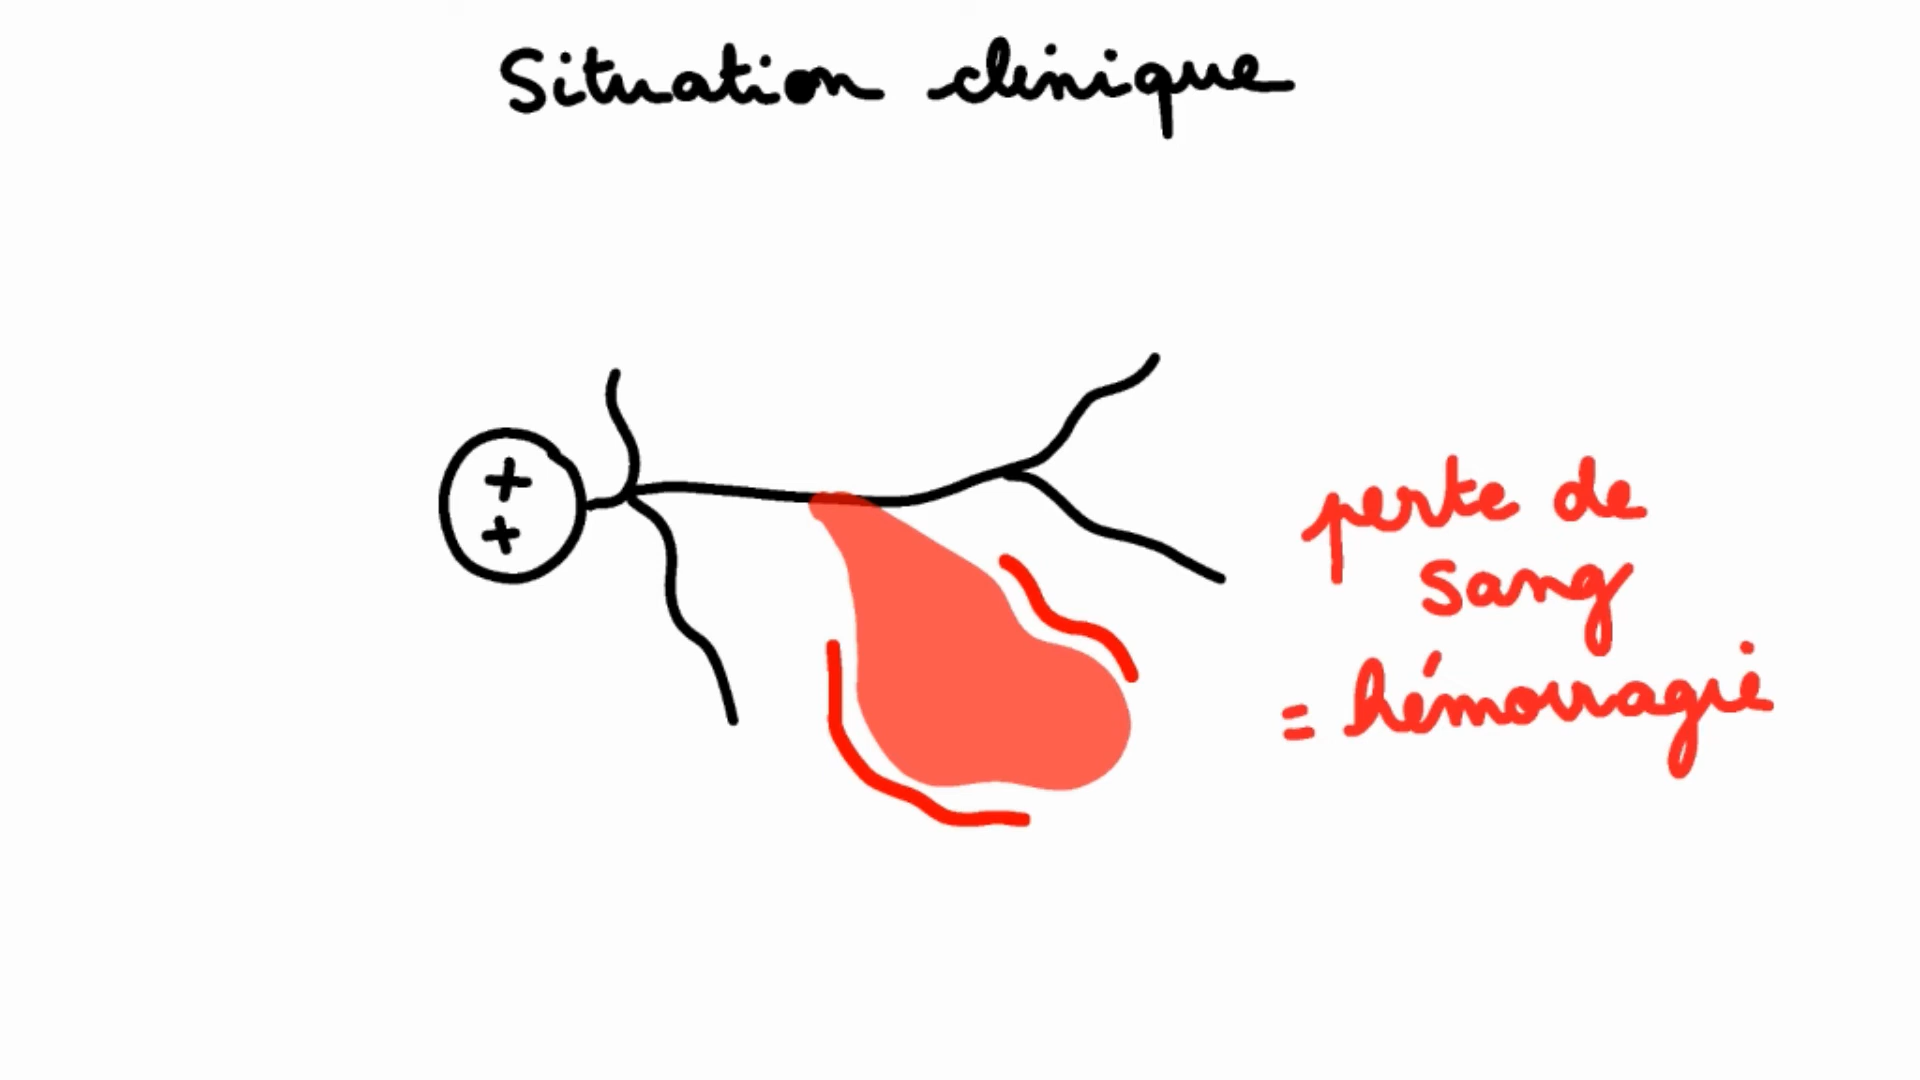 Situation clinique
+
+
perte de
sang
= hémorragie